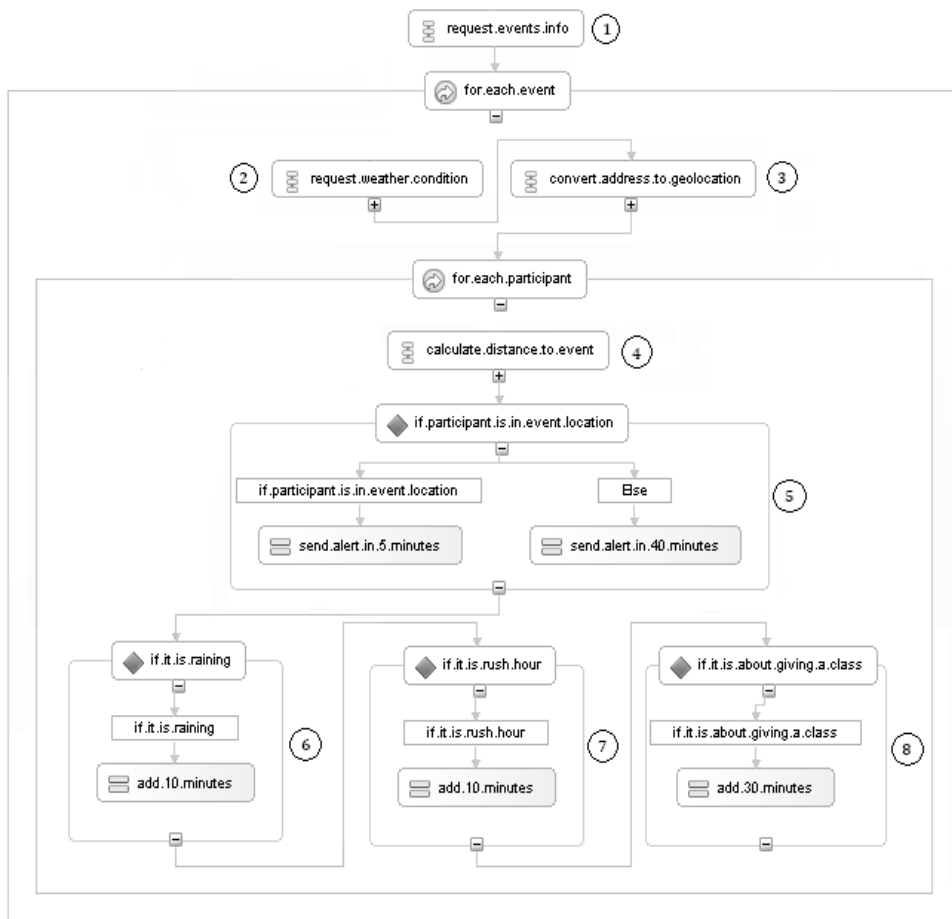 request.events.info 1
for.each.event
2 request.weather.condition
convert.address.to.geolocation 3
for.each.participant
calculate.distance.to.event 4
if.participant.is.in.event.location
if.participant.is.in.event.location
Else
5
send.alert.in.5.minutes
send.alert.in.40.minutes
if.it.is.raining
if.it.is.raining
add.10.minutes
6
if.it.is.rush.hour
if.it.is.rush.hour
add.10.minutes
7
if.it.is.about.giving.a.class
if.it.is.about.giving.a.class
add.30.minutes
8